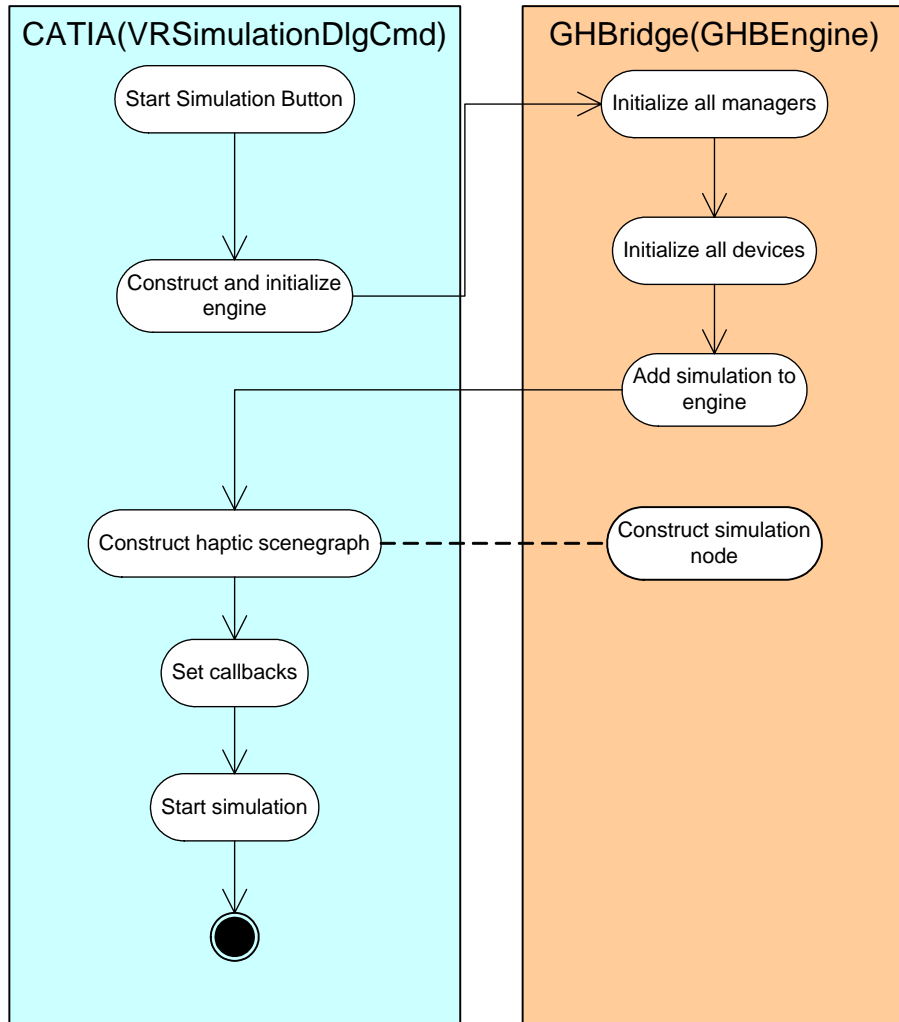 CATIA(VRSimulationDlgCmd)
Start Simulation Button
Construct and initialize
engine
Construct haptic scenegraph
Set callbacks
Start simulation
GHBridge(GHBEngine)
Initialize all managers
Initialize all devices
Add simulation to
engine
Construct simulation
node